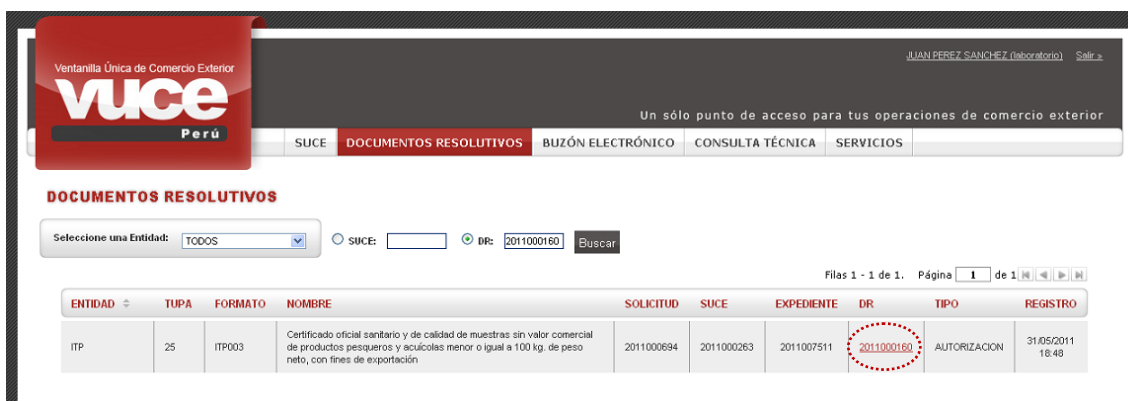 JUAN PEREZ SANCHEZ (laboratorio) Salir »
Ventanilla Única de Comercio Exterior
vuce
Perú
Un sólo punto de acceso para tus operaciones de comercio exterior
SUCE DOCUMENTOS RESOLUTIVOS BUZÓN ELECTRÓNICO CONSULTA TÉCNICA SERVICIOS
DOCUMENTOS RESOLUTIVOS
Seleccione una Entidad: TODOS SUCE: DR: 2011000160 Buscar
Filas 1 - 1 de 1. Página 1 de 1
ENTIDAD TUPA FORMATO NOMBRE SOLICITUD SUCE EXPEDIENTE DR TIPO REGISTRO
Certificado oficial sanitario y de calidad de muestras sin valor comercial
ITP 25 ITP003 de productos pesqueros y acuícolas menor o igual a 100 kg. de peso 2011000694 2011000263 2011007511 2011000160 AUTORIZACION 31/05/2011
neto, con fines de exportación 18:48